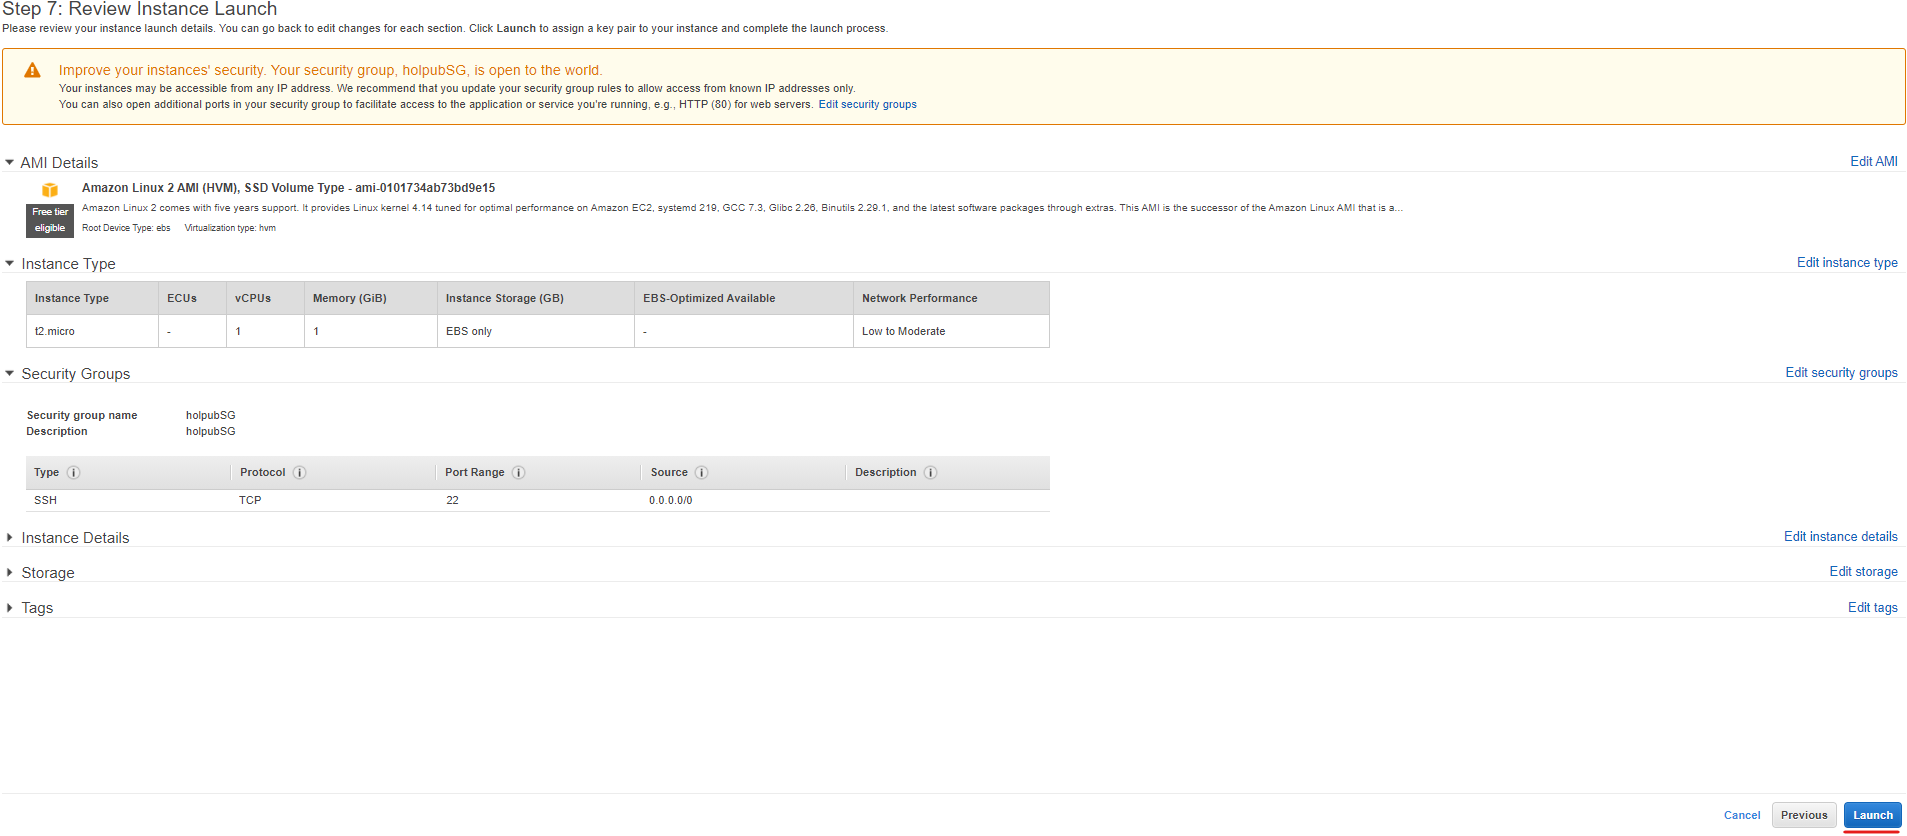 Step 7: Review Instance Launch
Please review your instance launch details. You can go back to edit changes for each section. Click Launch to assign a key pair to your instance and complete the launch process.
Improve your instances' security. Your security group, holpubSG, is open to the world.
Your instances may be accessible from any IP address. We recommend that you update your security group rules to allow access from known IP addresses only.
You can also open additional ports in your security group to facilitate access to the application or service you're running, e.g., HTTP (80) for web servers. Edit security groups
AMI Details Edit AMI
Amazon Linux 2 AMI (HVM), SSD Volume Type - ami-0101734ab73bd9e15
Free tier eligible
Amazon Linux 2 comes with five years support. It provides Linux kernel 4.14 tuned for optimal performance on Amazon EC2, systemd 219, GCC 7.3, Glibc 2.26, Binutils 2.29.1, and the latest software packages through extras. This AMI is the successor of the Amazon Linux AMI that is a...
Root Device Type: ebs Virtualization type: hvm
Instance Type Edit instance type
Instance Type ECUs vCPUs Memory (GiB) Instance Storage (GB) EBS-Optimized Available Network Performance
t2.micro - 1 1 EBS only - Low to Moderate
Security Groups Edit security groups
Security group name holpubSG
Description holpubSG
Type Protocol Port Range Source Description
SSH TCP 22 0.0.0.0/0
Instance Details Edit instance details
Storage Edit storage
Tags Edit tags
Cancel Previous Launch